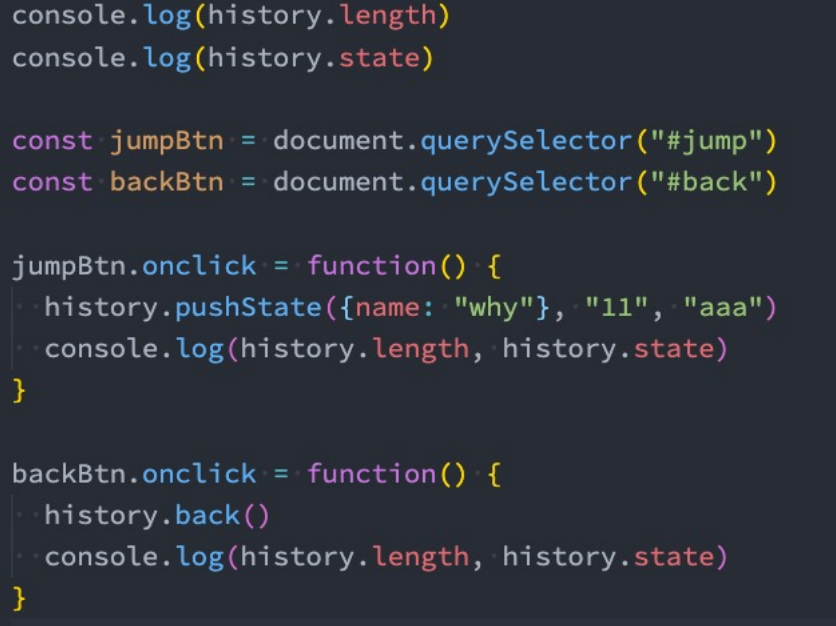 console.log(history.length)
console.log(history.state)
const jumpBtn = document.querySelector("#jump")
const backBtn = document.querySelector("#back")
jumpBtn.onclick = function() {
  history.pushState({name: "why"}, "11", "aaa")
  console.log(history.length, history.state)
}
backBtn.onclick = function() {
  history.back()
  console.log(history.length, history.state)
}